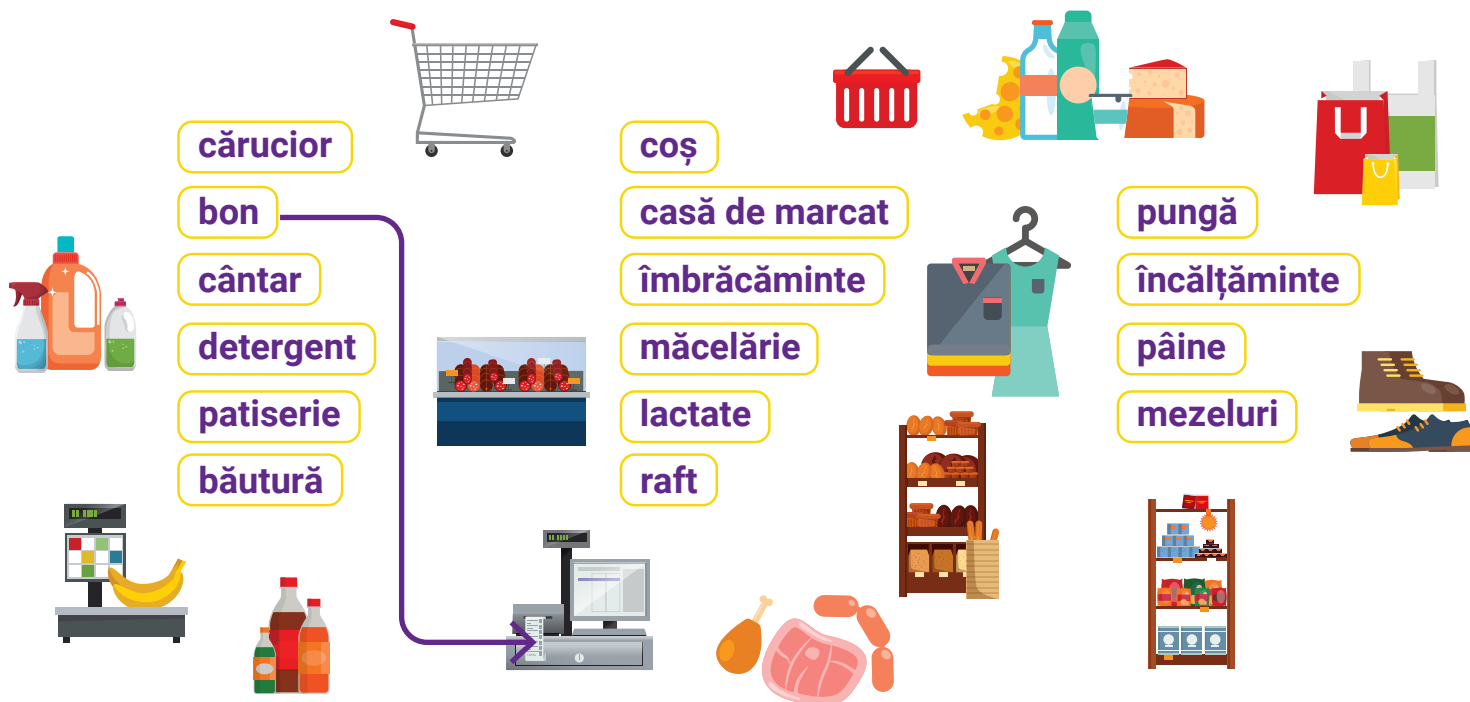 cărucior
bon
cântar
detergent
patiserie
băutură
coș
casă de marcat
îmbrăcăminte
măcelărie
lactate
raft
pungă
încălțăminte
pâine
mezeluri